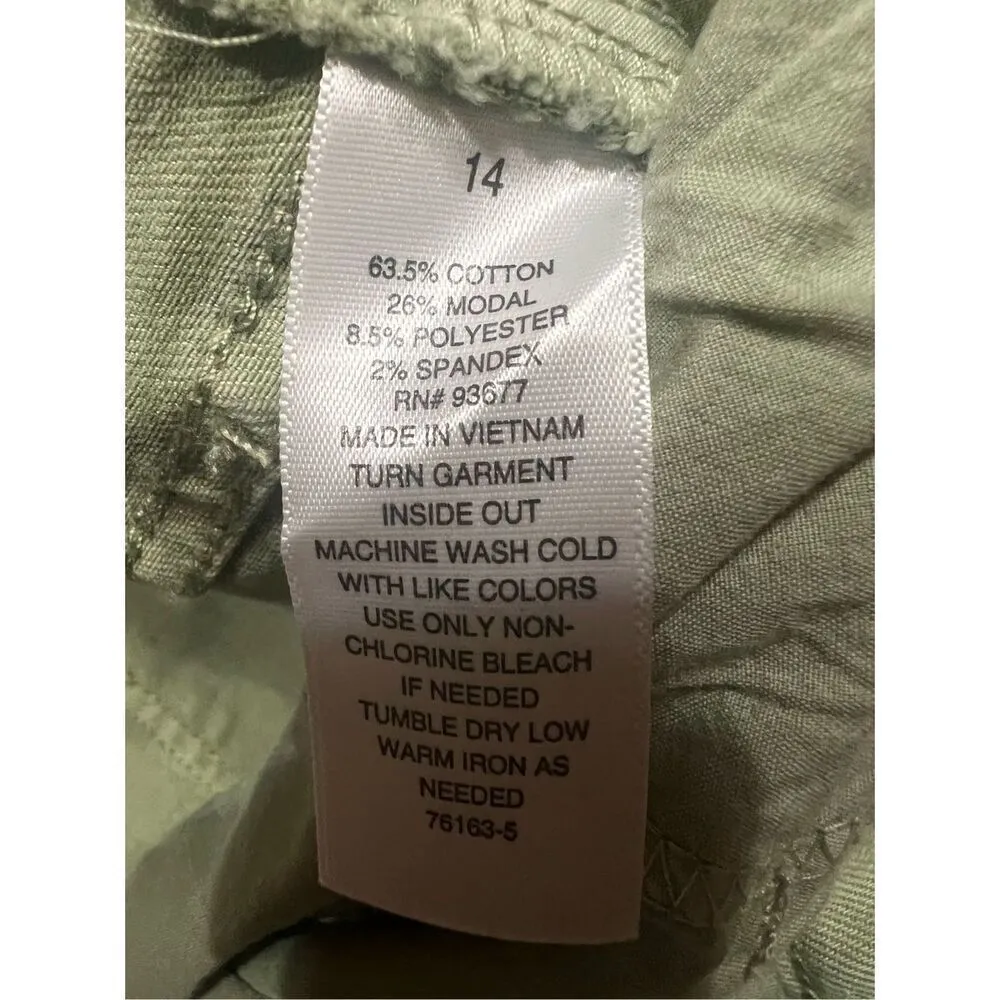 14
63.5% COTTON
26% MODAL
8.5% POLYESTER
2% SPANDEX
RN# 93677
MADE IN VIETNAM
TURN GARMENT
INSIDE OUT
MACHINE WASH COLD
WITH LIKE COLORS
USE ONLY NON-
CHLORINE BLEACH
IF NEEDED
TUMBLE DRY LOW
WARM IRON AS
NEEDED
76163-5